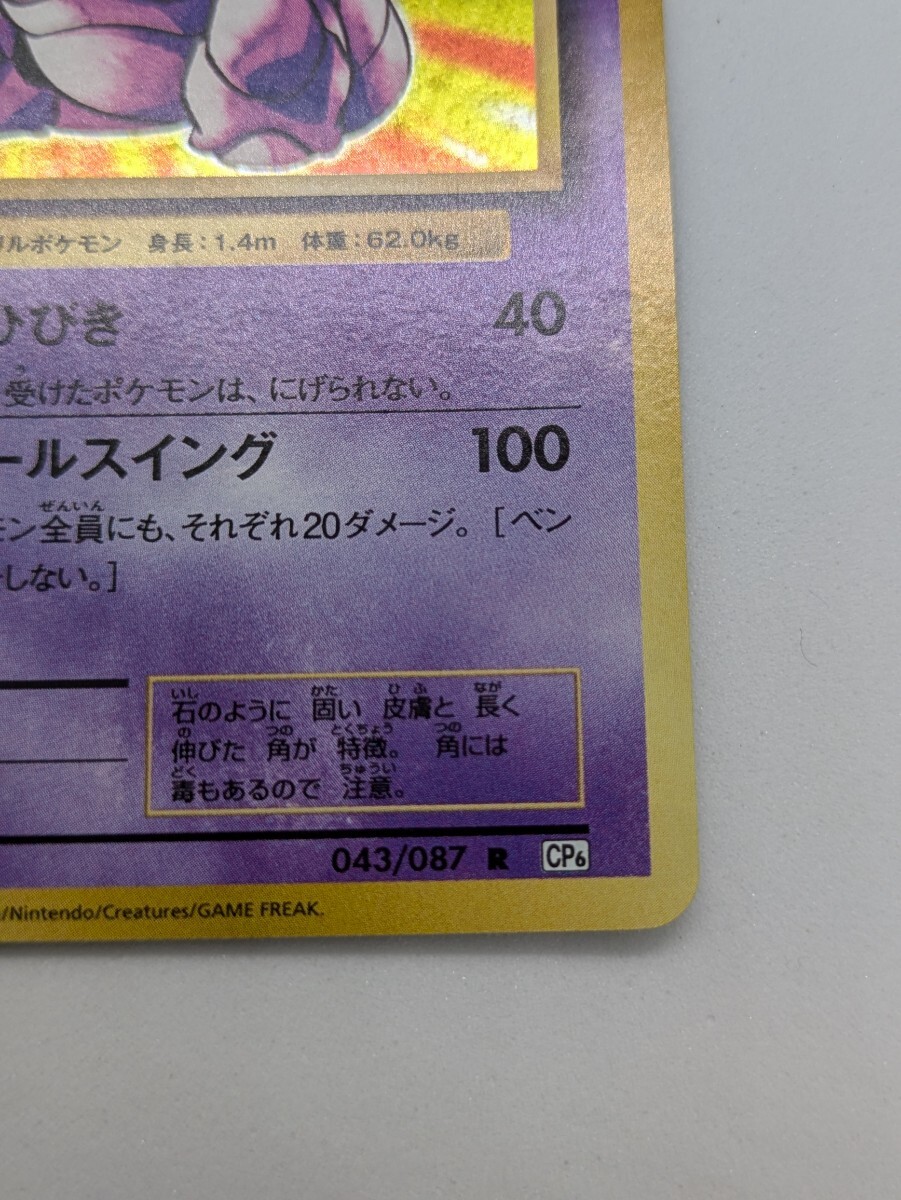 ルポケモン 身長：1.4m 体重：62.0kg
ひびき 40
受けたポケモンは、にげられない。
ールスイング 100
ぜんいん
モン全員にも、それぞれ20ダメージ。［ベン
しない。］
いし かた ひ ふ なが
石のように 固い 皮膚と 長く
の つの とくちょう つの
伸びた 角が 特徴。 角には
どく ちゅうい
毒もあるので 注意。
043/087 R CP6
/Nintendo/Creatures/GAME FREAK.